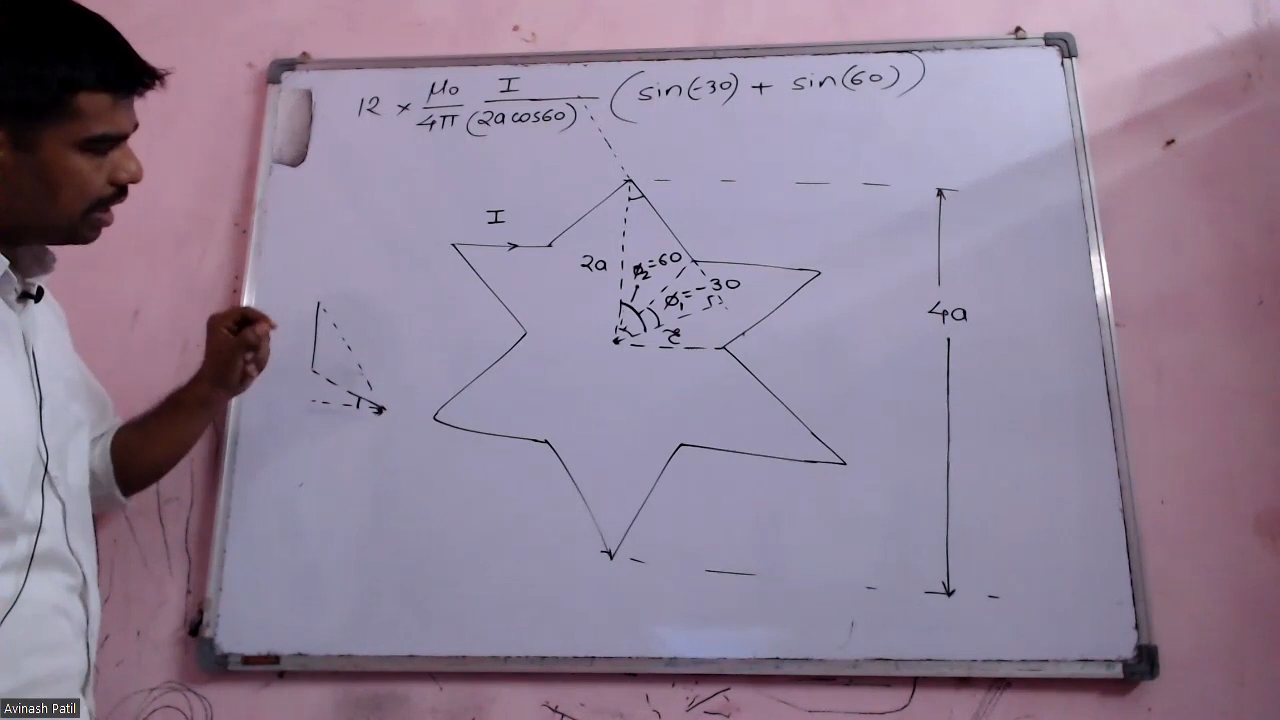 12 × μ0/4π I/(2a cos60) (sin(-30) + sin(60))
I
2a
ϕ2=60
ϕ1=-30
4a
Avinash Patil